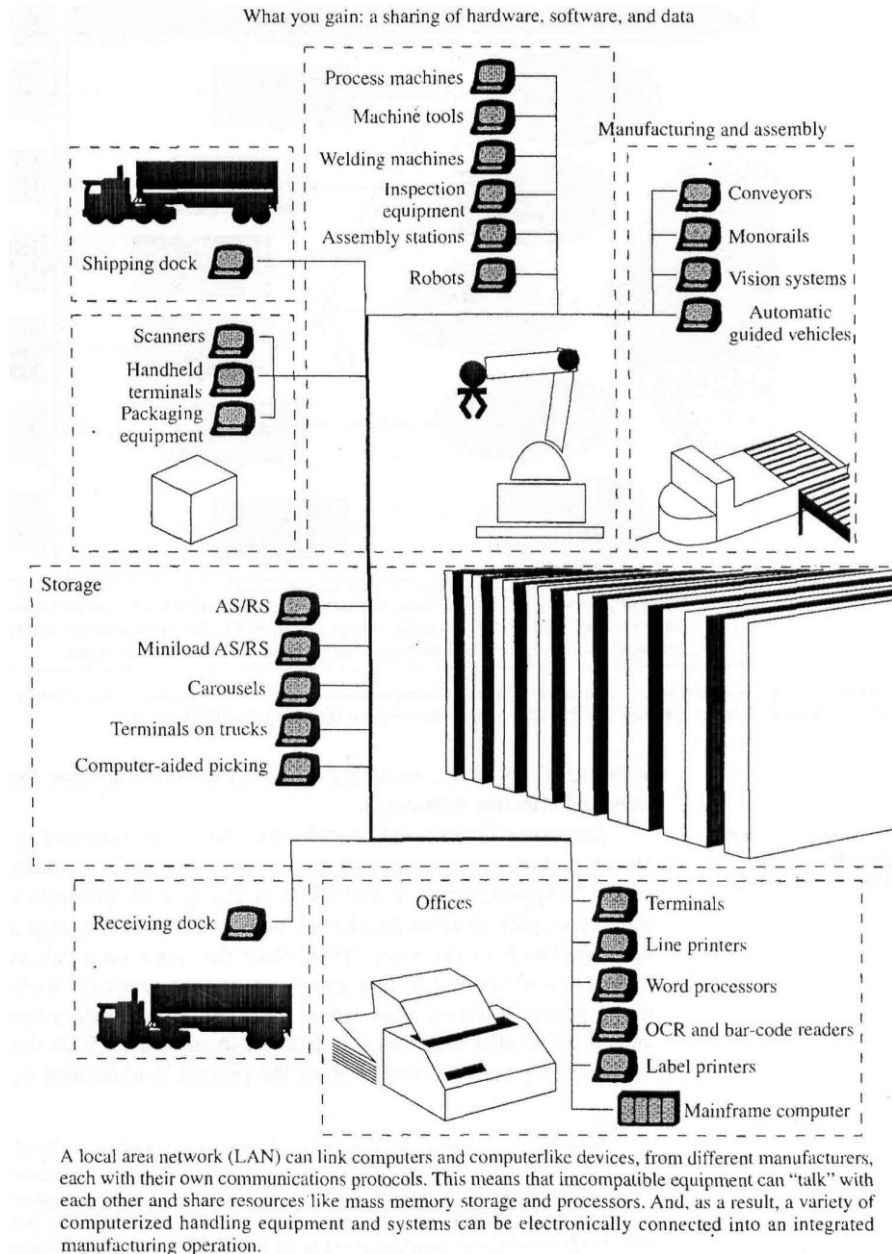 What you gain: a sharing of hardware, software, and data
Process machines
Machine tools
Welding machines
Inspection
equipment
Assembly stations
Robots
Manufacturing and assembly
Conveyors
Monorails
Vision systems
Automatic
guided vehicles
Shipping dock
Scanners
Handheld
terminals
Packaging
equipment
Storage
AS/RS
Miniload AS/RS
Carousels
Terminals on trucks
Computer-aided picking
Receiving dock
Offices
Terminals
Line printers
Word processors
OCR and bar-code readers
Label printers
Mainframe computer
A local area network (LAN) can link computers and computerlike devices, from different manufacturers,
each with their own communications protocols. This means that imcompatible equipment can “talk” with
each other and share resources like mass memory storage and processors. And, as a result, a variety of
computerized handling equipment and systems can be electronically connected into an integrated
manufacturing operation.